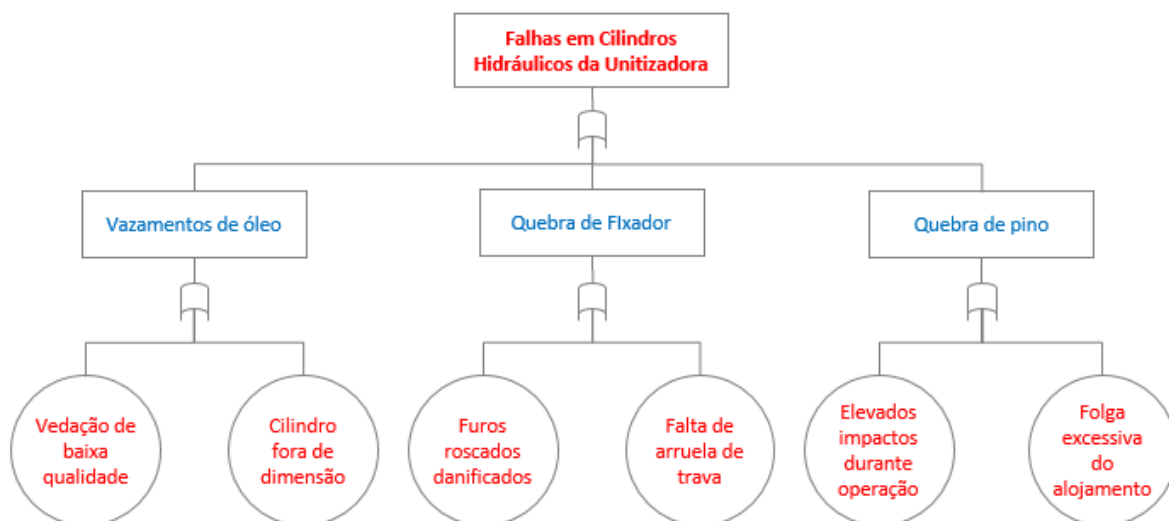 Falhas em Cilindros
Hidráulicos da Unitizadora
Vazamentos de óleo
Quebra de FIxador
Quebra de pino
Vedação de
baixa
qualidade
Cilindro
fora de
dimensão
Furos
roscados
danificados
Falta de
arruela de
trava
Elevados
impactos
durante
operação
Folga
excessiva
do
alojamento